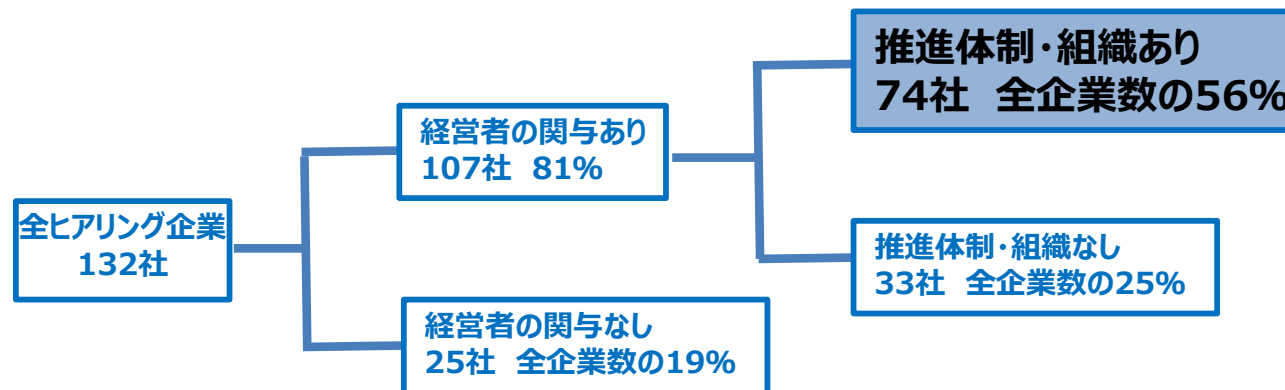 全ヒアリング企業
132社
経営者の関与あり
107社 81%
経営者の関与なし
25社 全企業数の19%
推進体制・組織あり
74社 全企業数の56%
推進体制・組織なし
33社 全企業数の25%